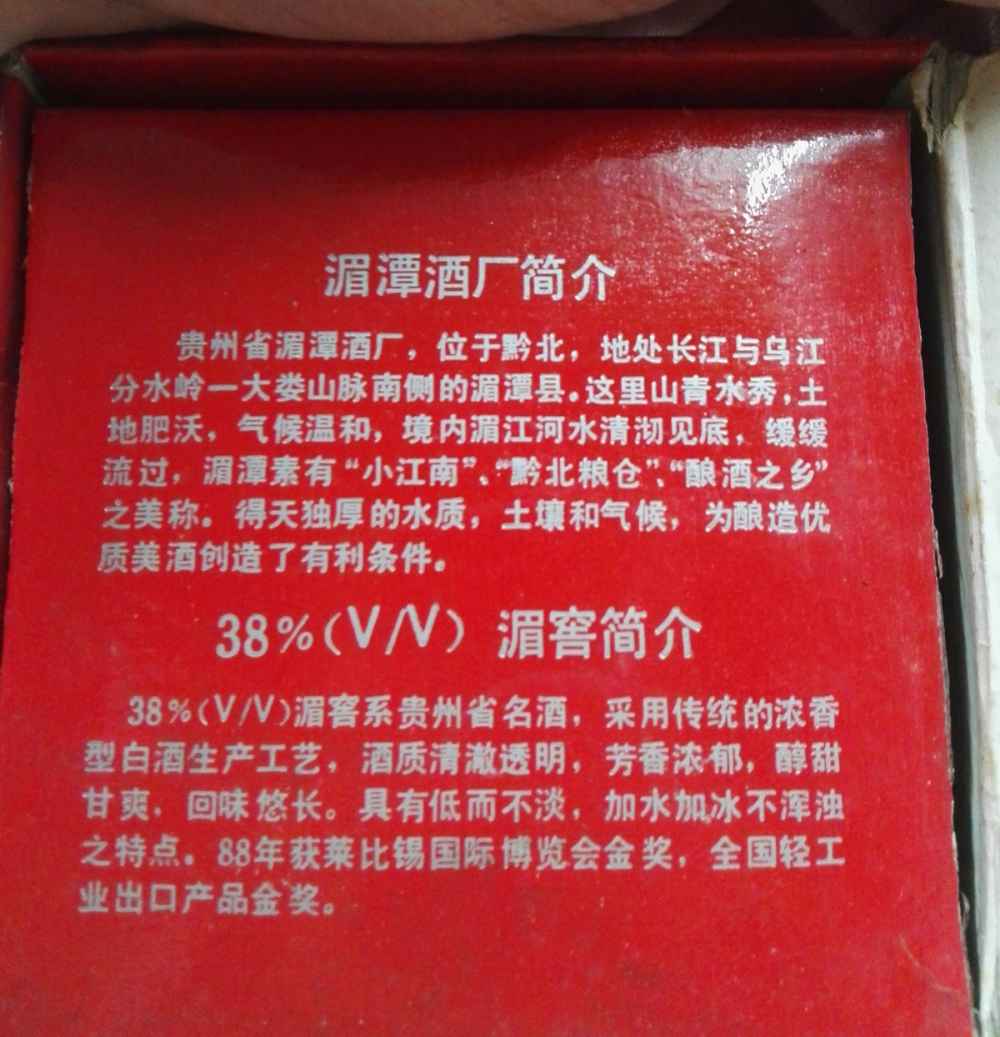 湄潭酒厂简介
贵州省湄潭酒厂，位于黔北，地处长江与乌江
分水岭一大娄山脉南侧的湄潭县。这里山青水秀，土
地肥沃，气候温和，境内湄江河水清沏见底，缓缓
流过，湄潭素有“小江南”、“黔北粮仓”、“酿酒之乡”
之美称。得天独厚的水质，土壤和气候，为酿造优
质美酒创造了有利条件。
38%(V/V) 湄窖简介
38%(V/V)湄窖系贵州省名酒，采用传统的浓香
型白酒生产工艺，酒质清澈透明，芳香浓郁，醇甜
甘爽，回味悠长。具有低而不淡，加水加冰不浑浊
之特点。88年获莱比锡国际博览会金奖，全国轻工
业出口产品金奖。